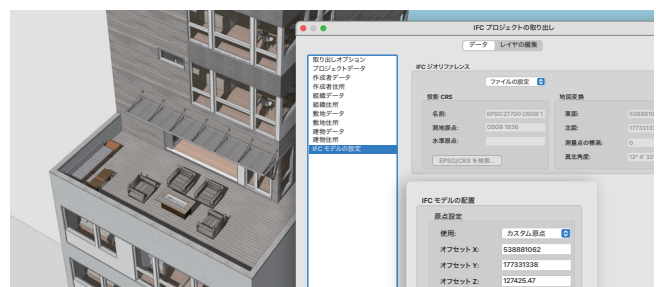 IFC プロジェクトの取り出し
データ レイヤの編集
取り出しオプション
プロジェクトデータ
作成者データ
作成者住所
組織データ
組織住所
敷地データ
敷地住所
建物データ
建物住所
IFC モデルの設定
IFC ジオリファレンス
ファイルの設定
投影 CRS
地図変換
名前: EPSG:27700 OSGB 1
東距: 5388810
測地原点: OSGB 1936
北距: 1773313
水準原点:
測量点の標高: 0
真北角度: 12° 4' 32
EPSG/CRS を検索...
IFC モデルの配置
原点設定
使用: カスタム原点
オフセット X: 538881062
オフセット Y: 177331338
オフセット Z: 127425.47